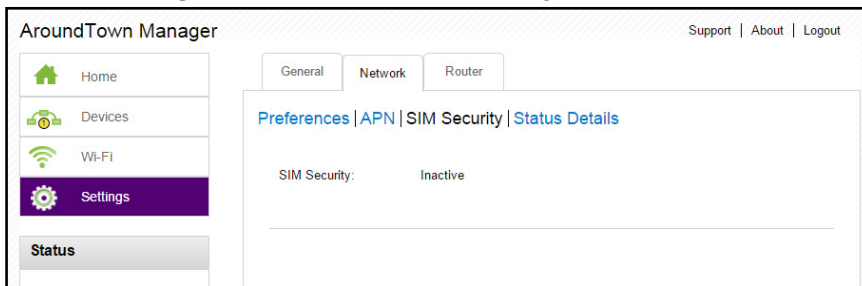 AroundTown Manager
Support | About | Logout
Home
Devices
Wi-Fi
Settings
Status
General Network Router
Preferences | APN | SIM Security | Status Details
SIM Security: Inactive